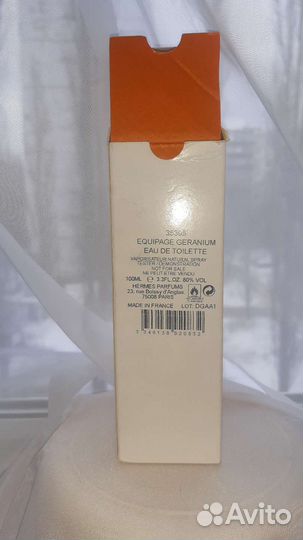 35365
EQUIPAGE GERANIUM
EAU DE TOILETTE
VAPORISATEUR NATURAL SPRAY
TESTER / DEMONSTRATION
NOT FOR SALE
NE PEUT ETRE VENDU
100ML ℮ 3.3FL.OZ. 80% VOL
HERMES PARFUMS
23, rue Boissy d'Anglas
75008 PARIS
MADE IN FRANCE LOT: DGAA1
Avito